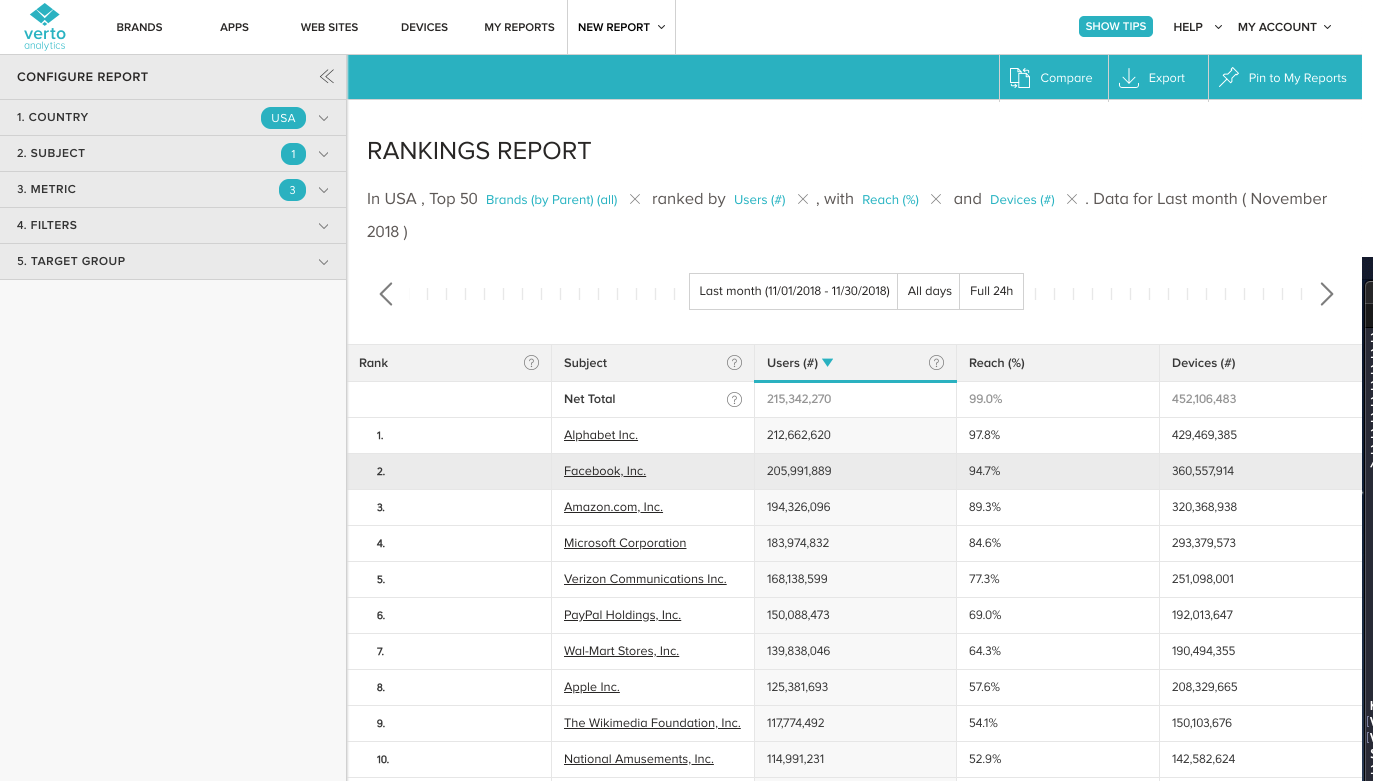 verto
analytics
BRANDS APPS WEB SITES DEVICES MY REPORTS NEW REPORT SHOW TIPS HELP MY ACCOUNT
CONFIGURE REPORT
Compare Export Pin to My Reports
1. COUNTRY USA
2. SUBJECT 1
3. METRIC 3
4. FILTERS
5. TARGET GROUP
RANKINGS REPORT
In USA , Top 50 Brands (by Parent) (all) ranked by Users (#) , with Reach (%) and Devices (#) . Data for Last month ( November
2018 )
Last month (11/01/2018 - 11/30/2018) All days Full 24h
Rank ? Subject ? Users (#) ? Reach (%) Devices (#)
Net Total ? 215,342,270 99.0% 452,106,483
1. Alphabet Inc. 212,662,620 97.8% 429,469,385
2. Facebook, Inc. 205,991,889 94.7% 360,557,914
3. Amazon.com, Inc. 194,326,096 89.3% 320,368,938
4. Microsoft Corporation 183,974,832 84.6% 293,379,573
5. Verizon Communications Inc. 168,138,599 77.3% 251,098,001
6. PayPal Holdings, Inc. 150,088,473 69.0% 192,013,647
7. Wal-Mart Stores, Inc. 139,838,046 64.3% 190,494,355
8. Apple Inc. 125,381,693 57.6% 208,329,665
9. The Wikimedia Foundation, Inc. 117,774,492 54.1% 150,103,676
10. National Amusements, Inc. 114,991,231 52.9% 142,582,624